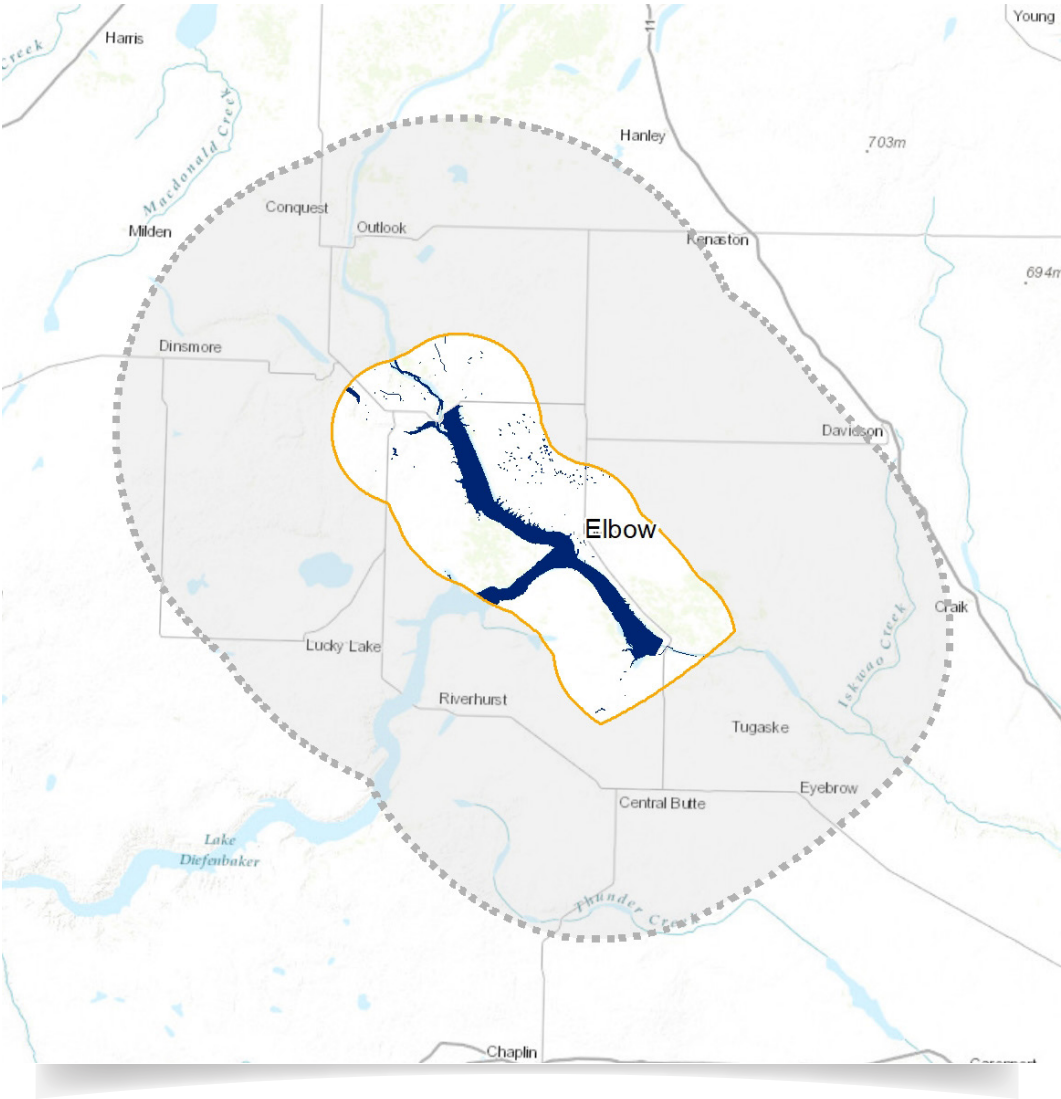 Young
11
Harris
Creek
Macdonald Creek
Hanley
703m
Conquest
Outlook
Milden
Kenaston
694m
Dinsmore
Davidson
Elbow
Craik
Iskwao Creek
Lucky Lake
Riverhurst
Tugaske
Eyebrow
Central Butte
Lake
Diefenbaker
Thunder Creek
Chaplin